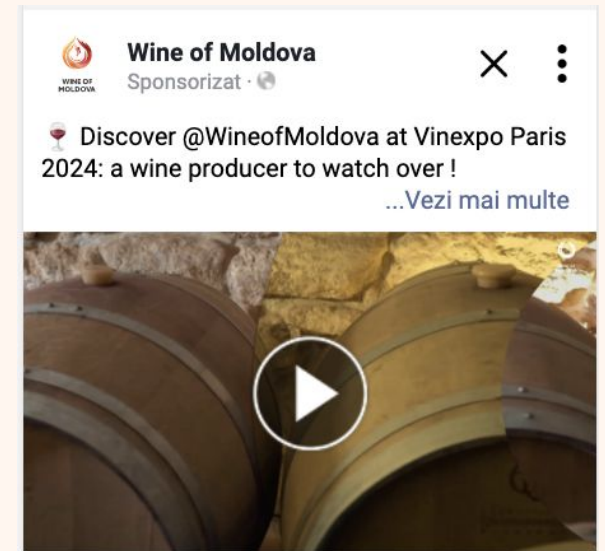 Wine of Moldova
Sponsorizat ·
WINE OF
MOLDOVA
🍷 Discover @WineofMoldova at Vinexpo Paris
2024: a wine producer to watch over !
...Vezi mai multe